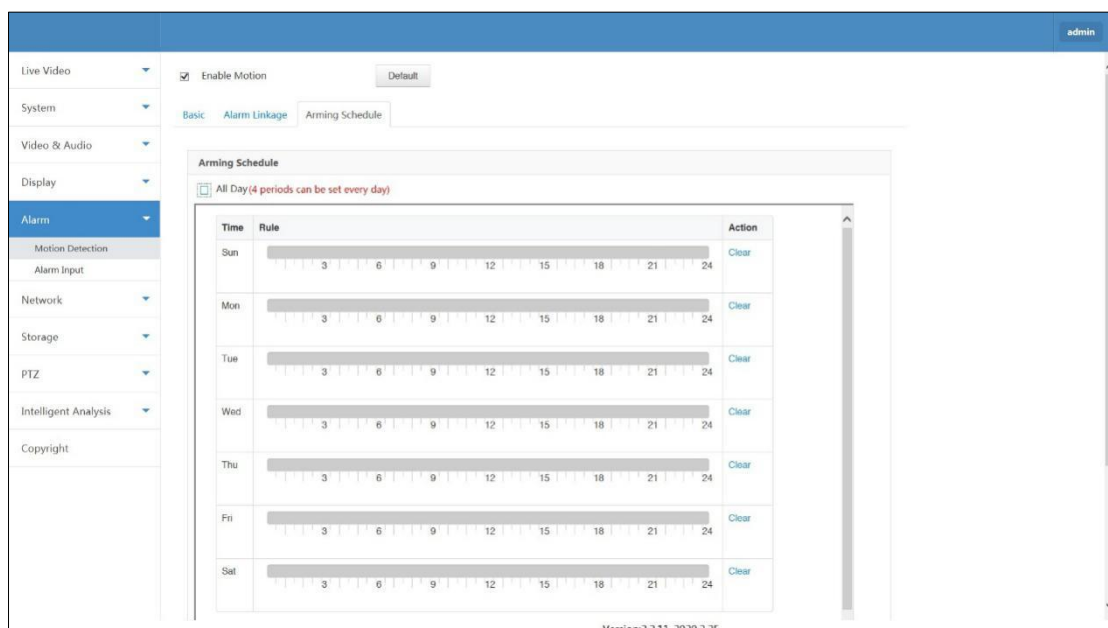 admin
Live Video
Enable Motion
Default
System
Basic Alarm Linkage Arming Schedule
Video & Audio
Arming Schedule
Display
All Day(4 periods can be set every day)
Alarm
Time Rule Action
Motion Detection
Sun Clear
3 6 9 12 15 18 21 24
Alarm Input
Network
Mon Clear
3 6 9 12 15 18 21 24
Storage
Tue Clear
3 6 9 12 15 18 21 24
PTZ
Intelligent Analysis
Wed Clear
3 6 9 12 15 18 21 24
Copyright
Thu Clear
3 6 9 12 15 18 21 24
Fri Clear
3 6 9 12 15 18 21 24
Sat Clear
3 6 9 12 15 18 21 24